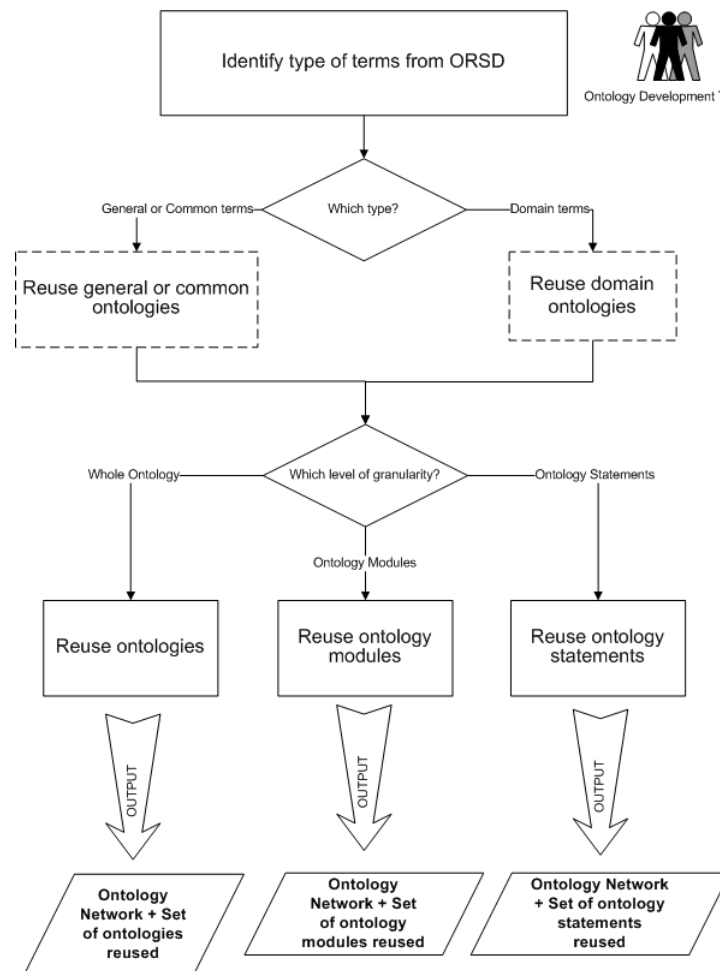 Identify type of terms from ORSD
Ontology Development
General or Common terms
Which type?
Domain terms
Reuse general or common
ontologies
Reuse domain
ontologies
Whole Ontology
Which level of granularity?
Ontology Statements
Ontology Modules
Reuse ontologies
Reuse ontology
modules
Reuse ontology
statements
OUTPUT
OUTPUT
OUTPUT
Ontology
Network + Set
of ontologies
reused
Ontology
Network + Set
of ontology
modules reused
Ontology Network
+ Set of ontology
statements
reused